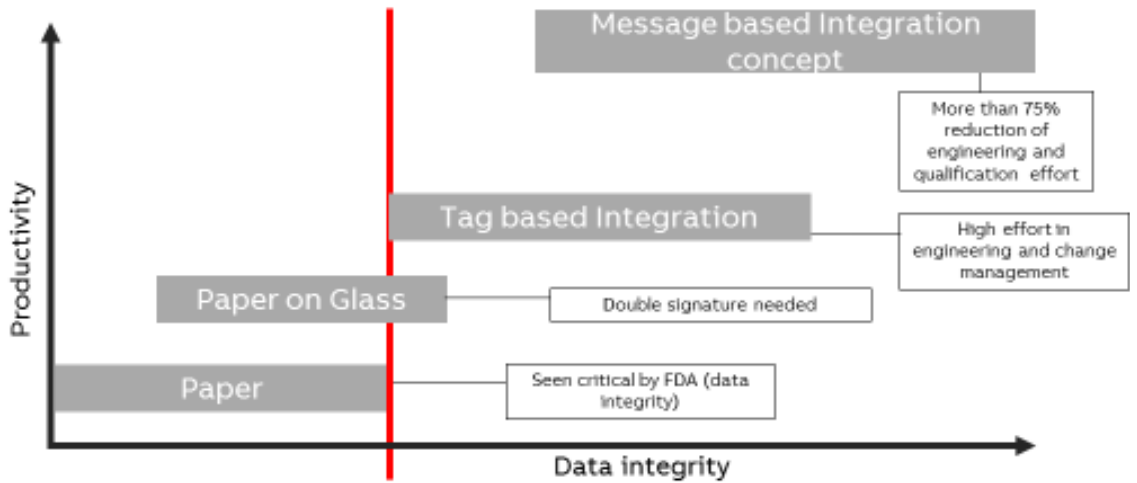 Message based Integration
concept
More than 75%
reduction of
engineering and
qualification effort
Productivity
Tag based Integration
High effort in
engineering and change
management
Paper on Glass
Double signature needed
Paper
Seen critical by FDA (data
integrity)
Data integrity